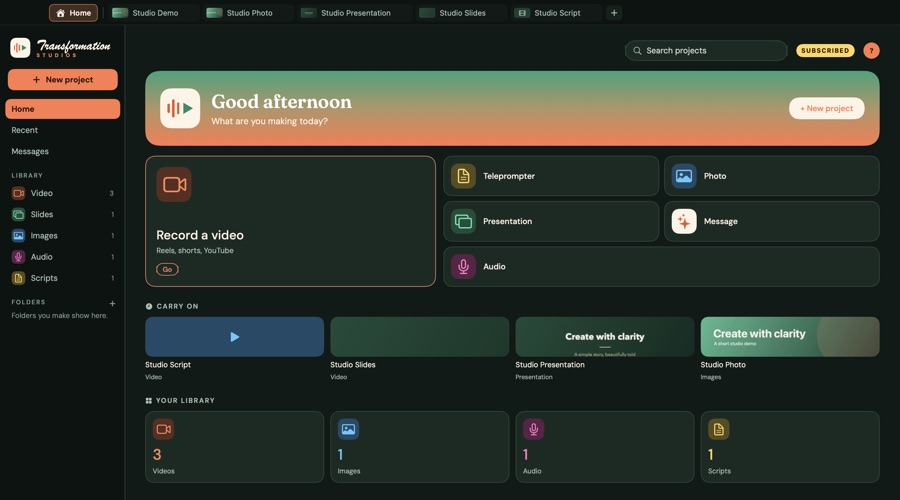 Home
Studio Demo
Studio Photo
Studio Presentation
Studio Slides
Studio Script
Transformation
STUDIOS
+ New project
Home
Recent
Messages
LIBRARY
Video 3
Slides 1
Images 1
Audio 1
Scripts 1
FOLDERS +
Folders you make show here.
Search projects
SUBSCRIBED
?
Good afternoon
What are you making today?
+ New project
Record a video
Reels, shorts, YouTube
Go
Teleprompter
Photo
Presentation
Message
Audio
CARRY ON
Create with clarity
A simple story, beautifully told
Create with clarity
A short studio demo
Studio Script
Video
Studio Slides
Video
Studio Presentation
Presentation
Studio Photo
Images
YOUR LIBRARY
3
Videos
1
Images
1
Audio
1
Scripts